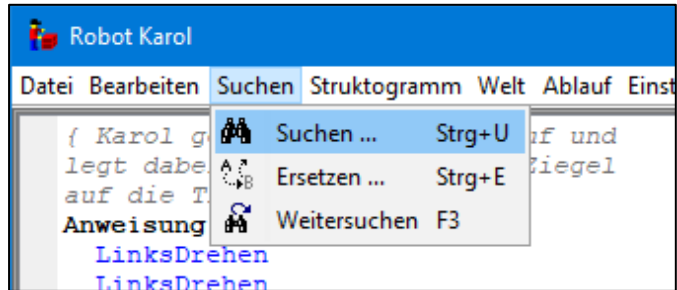 Robot Karol
Datei Bearbeiten Suchen Struktogramm Welt Ablauf Einst
{ Karol g uf und
Suchen ... Strg+U
legt dabe Ziegel
Ersetzen ... Strg+E
auf die T
Weitersuchen F3
Anweisung
LinksDrehen
LinksDrehen